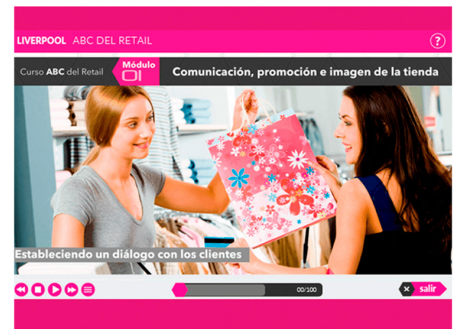 LIVERPOOL ABC DEL RETAIL ?
Curso ABC del Retail Módulo 01 Comunicación, promoción e imagen de la tienda
Estableciendo un diálogo con los clientes
00/100 x salir